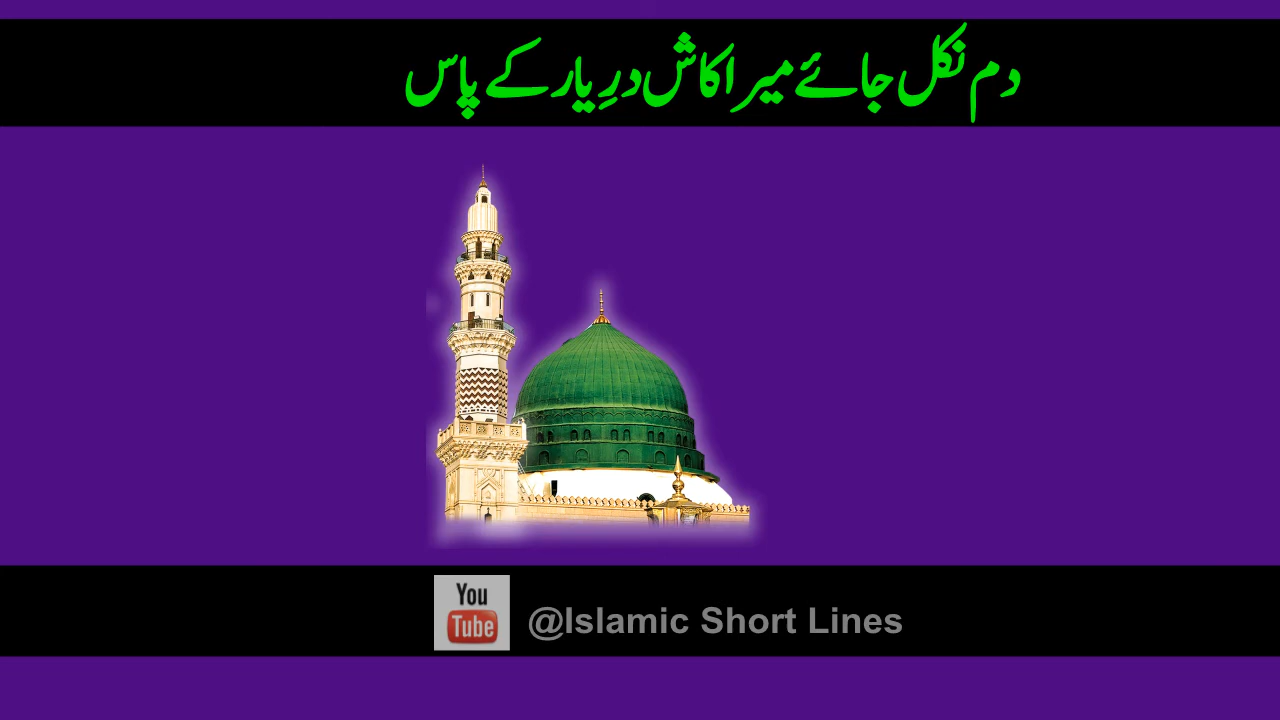 دم نکل جائے میرا کاش درِ یار کے پاس
You
Tube
@Islamic Short Lines